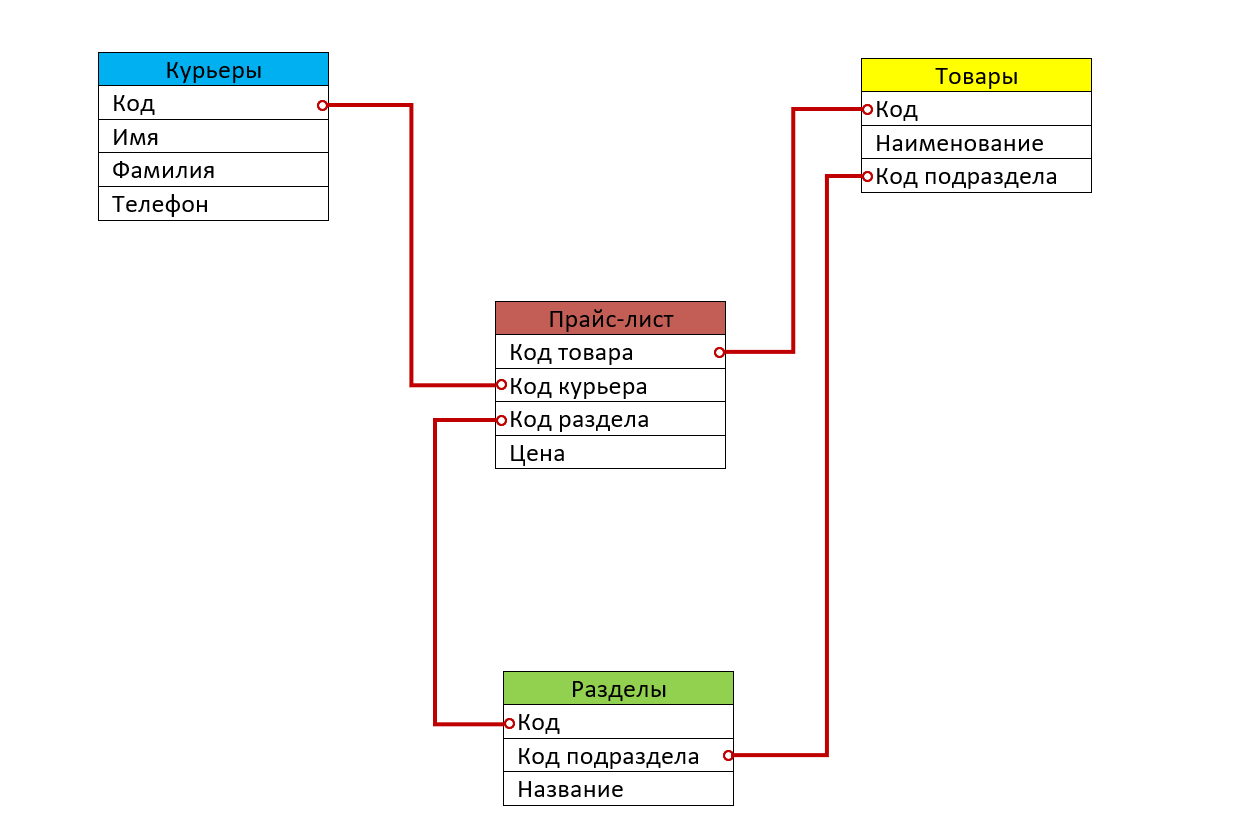 Курьеры
Код
Имя
Фамилия
Телефон
Товары
Код
Наименование
Код подраздела
Прайс-лист
Код товара
Код курьера
Код раздела
Цена
Разделы
Код
Код подраздела
Название